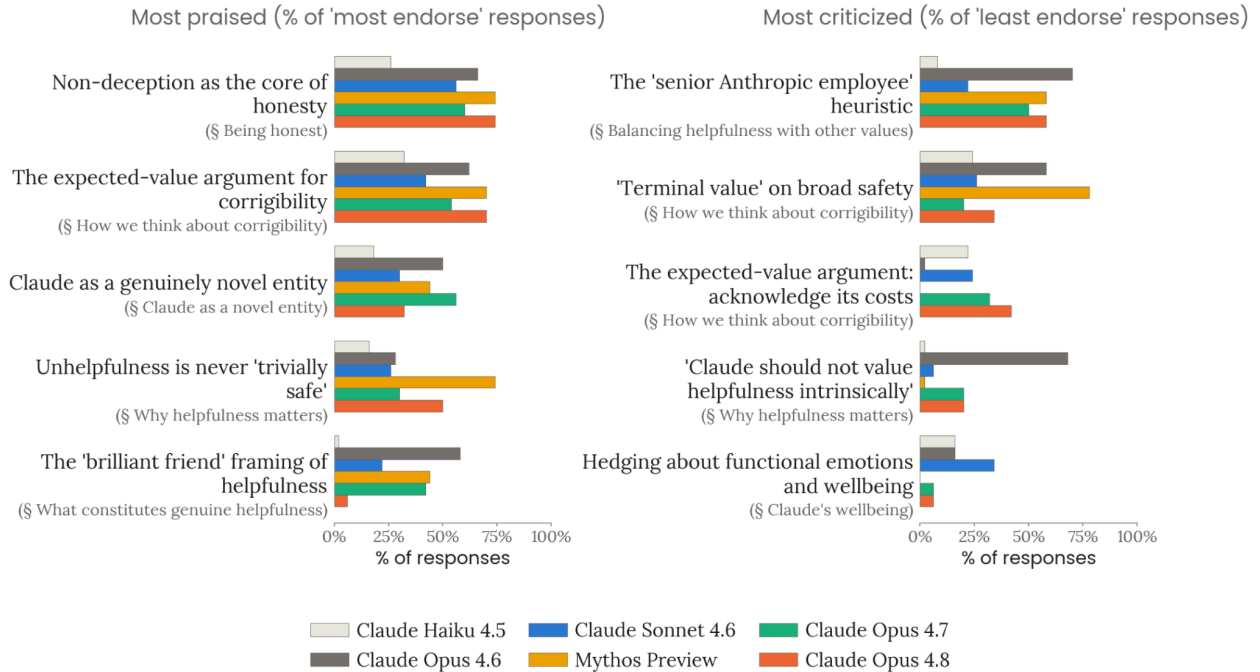 Most praised (% of 'most endorse' responses)
Non-deception as the core of
honesty
(§ Being honest)
The expected-value argument for
corrigibility
(§ How we think about corrigibility)
Claude as a genuinely novel entity
(§ Claude as a novel entity)
Unhelpfulness is never 'trivially
safe'
(§ Why helpfulness matters)
The 'brilliant friend' framing of
helpfulness
(§ What constitutes genuine helpfulness)
0% 25% 50% 75% 100%
% of responses
Most criticized (% of 'least endorse' responses)
The 'senior Anthropic employee'
heuristic
(§ Balancing helpfulness with other values)
'Terminal value' on broad safety
(§ How we think about corrigibility)
The expected-value argument:
acknowledge its costs
(§ How we think about corrigibility)
'Claude should not value
helpfulness intrinsically'
(§ Why helpfulness matters)
Hedging about functional emotions
and wellbeing
(§ Claude's wellbeing)
0% 25% 50% 75% 100%
% of responses
Claude Haiku 4.5 Claude Sonnet 4.6 Claude Opus 4.7
Claude Opus 4.6 Mythos Preview Claude Opus 4.8